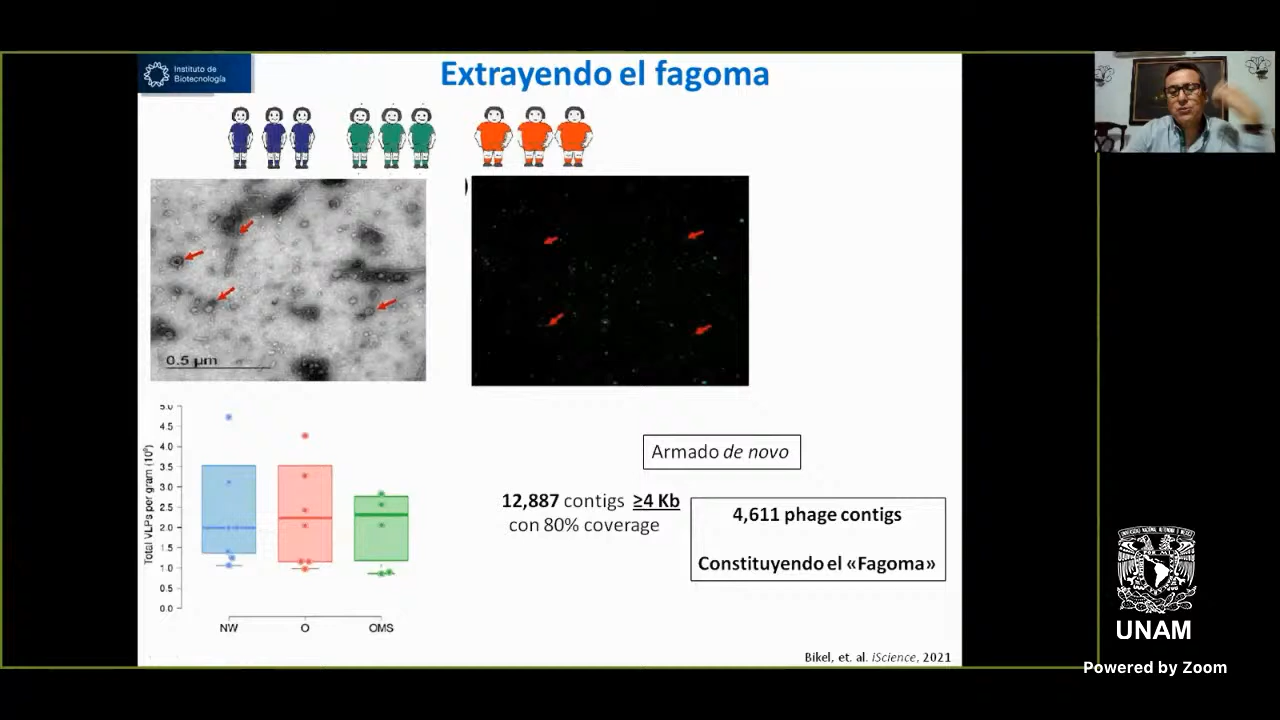 Instituto de
Biotecnología
Extrayendo el fagoma
)
0.5 µm
Total VLPs per gram (10⁹)
5.0
4.5
4.0
3.5
3.0
2.5
2.0
1.5
1.0
0.5
0.0
NW
O
OMS
Armado de novo
12,887 contigs ≥4 Kb
con 80% coverage
4,611 phage contigs
Constituyendo el «Fagoma»
Bikel, et. al. iScience, 2021
UNAM
Powered by Zoom